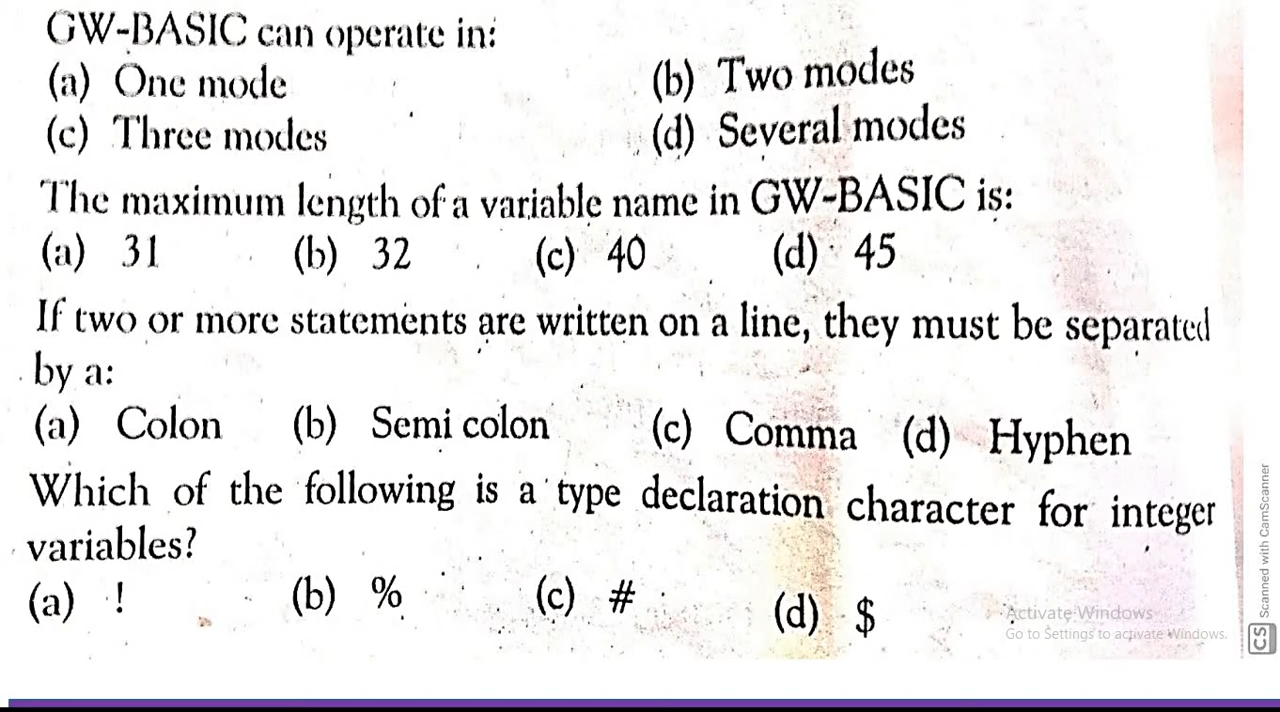 GW-BASIC can operate in:
(a) One mode (b) Two modes
(c) Three modes (d) Several modes
The maximum length of a variable name in GW-BASIC is:
(a) 31 (b) 32 (c) 40 (d) 45
If two or more statements are written on a line, they must be separated
by a:
(a) Colon (b) Semi colon (c) Comma (d) Hyphen
Which of the following is a type declaration character for integer
variables?
(a) ! (b) % (c) # (d) $
Activate Windows
Go to Settings to activate Windows.
CS Scanned with CamScanner